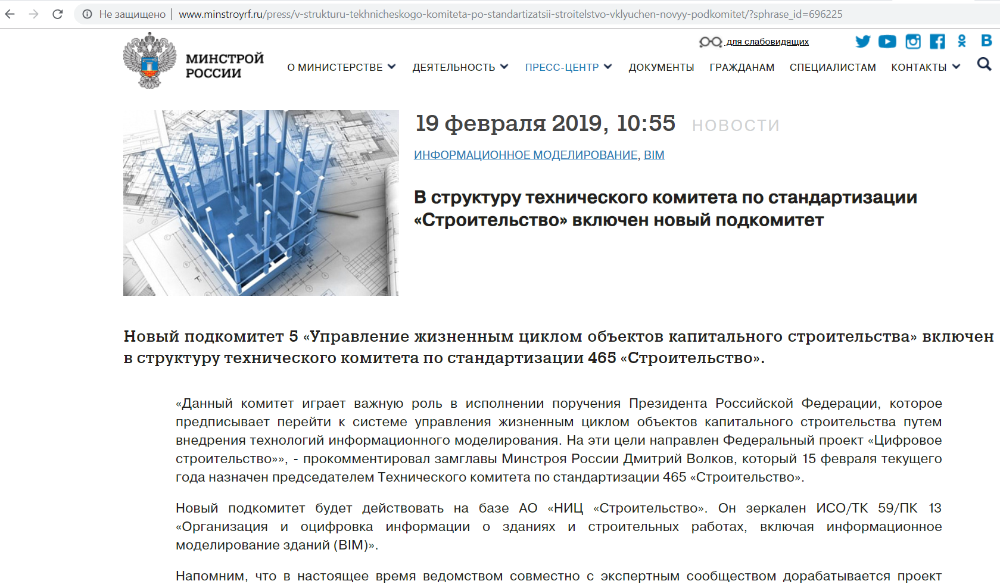 Не защищено | www.minstroyrf.ru/press/v-strukturu-tekhnicheskogo-komiteta-po-standartizatsii-stroitelstvo-vklyuchen-novyy-podkomitet/?sphrase_id=696225
для слабовидящих
МИНСТРОЙ
РОССИИ
О МИНИСТЕРСТВЕ ДЕЯТЕЛЬНОСТЬ ПРЕСС-ЦЕНТР ДОКУМЕНТЫ ГРАЖДАНАМ СПЕЦИАЛИСТАМ КОНТАКТЫ
19 февраля 2019, 10:55 НОВОСТИ
ИНФОРМАЦИОННОЕ МОДЕЛИРОВАНИЕ, BIM
В структуру технического комитета по стандартизации
«Строительство» включен новый подкомитет
Новый подкомитет 5 «Управление жизненным циклом объектов капитального строительства» включен
в структуру технического комитета по стандартизации 465 «Строительство».
«Данный комитет играет важную роль в исполнении поручения Президента Российской Федерации, которое
предписывает перейти к системе управления жизненным циклом объектов капитального строительства путем
внедрения технологий информационного моделирования. На эти цели направлен Федеральный проект «Цифровое
строительство»», - прокомментировал замглавы Минстроя России Дмитрий Волков, который 15 февраля текущего
года назначен председателем Технического комитета по стандартизации 465 «Строительство».
Новый подкомитет будет действовать на базе АО «НИЦ «Строительство». Он зеркален ИСО/ТК 59/ПК 13
«Организация и оцифровка информации о зданиях и строительных работах, включая информационное
моделирование зданий (BIM)».
Напомним, что в настоящее время ведомством совместно с экспертным сообществом дорабатывается проект